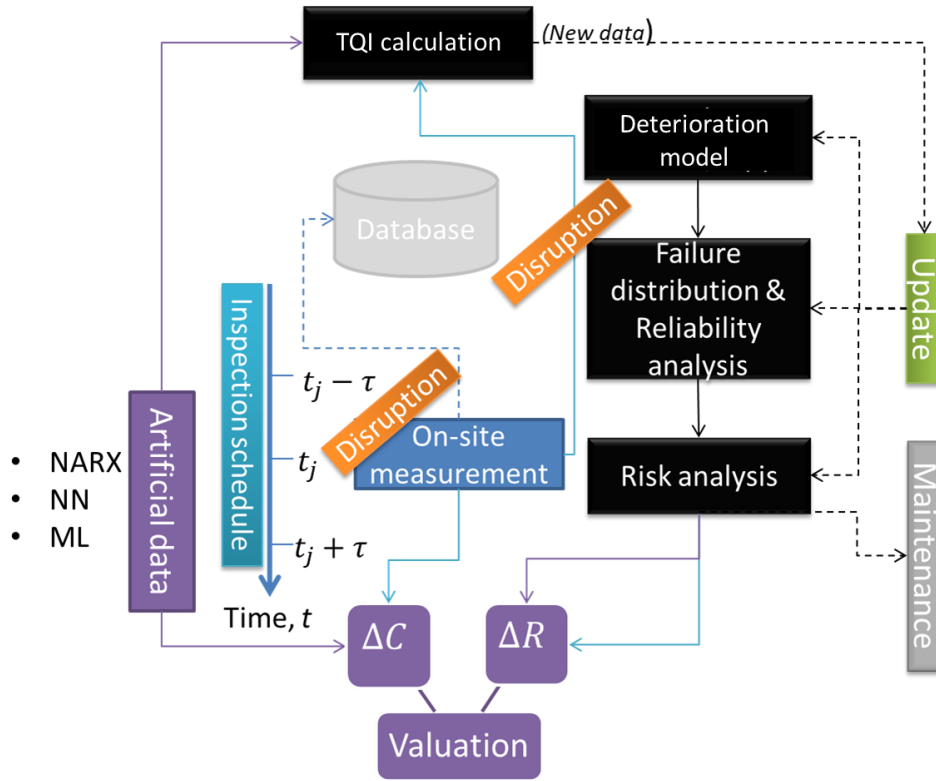 TQI calculation
(New data)
Deterioration
model
Database
Disruption
Failure
distribution &
Reliability
analysis
Update
Inspection schedule
t_j − τ
Disruption
On-site
measurement
t_j
Artificial data
• NARX
• NN
• ML
Risk analysis
Maintenance
t_j + τ
Time, t
ΔC
ΔR
Valuation